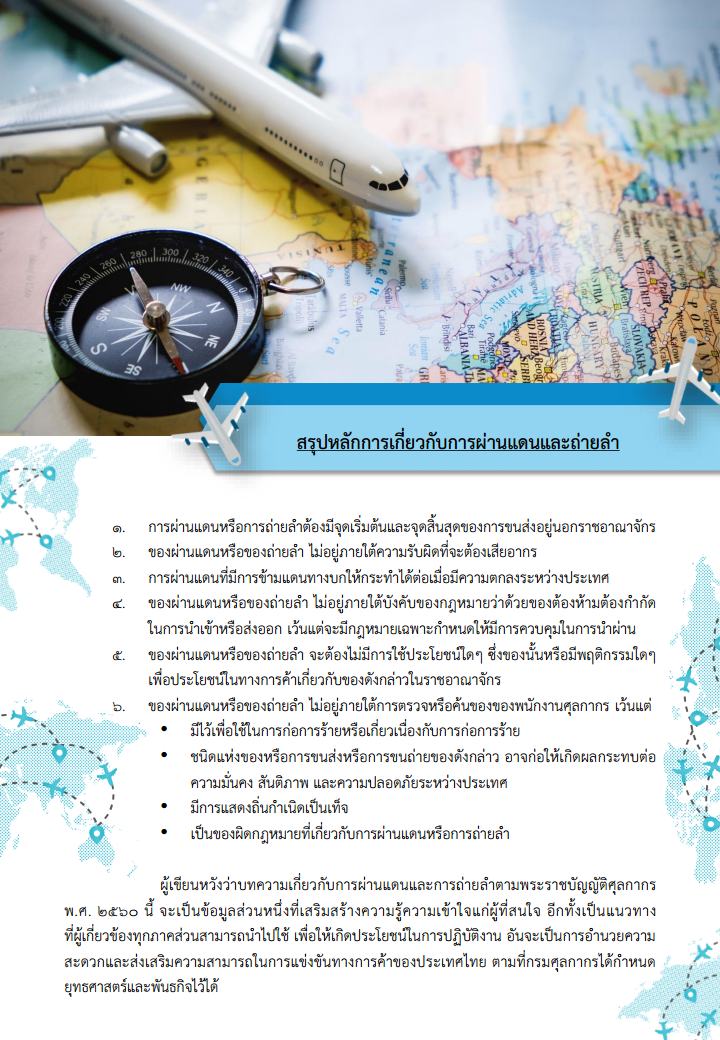 ALGERIA
TUNISIA
Adriatic Sea
280
300
320
340
260
NW
N
NE
SE
S
SW
สรุปหลักการเกี่ยวกับการผ่านแดนและถ่ายลำ
๑. การผ่านแดนหรือการถ่ายลำต้องมีจุดเริ่มต้นและจุดสิ้นสุดของการขนส่งอยู่นอกราชอาณาจักร
๒. ของผ่านแดนหรือของถ่ายลำ ไม่อยู่ภายใต้ความรับผิดที่จะต้องเสียอากร
๓. การผ่านแดนที่มีการข้ามแดนทางบกให้กระทำได้ต่อเมื่อมีความตกลงระหว่างประเทศ
๔. ของผ่านแดนหรือของถ่ายลำ ไม่อยู่ภายใต้บังคับของกฎหมายว่าด้วยของต้องห้ามต้องกำกัด
ในการนำเข้าหรือส่งออก เว้นแต่จะมีกฎหมายเฉพาะกำหนดให้มีการควบคุมในการนำผ่าน
๕. ของผ่านแดนหรือของถ่ายลำ จะต้องไม่มีการใช้ประโยชน์ใดๆ ซึ่งของนั้นหรือมีพฤติกรรมใดๆ
เพื่อประโยชน์ในทางการค้าเกี่ยวกับของดังกล่าวในราชอาณาจักร
๖. ของผ่านแดนหรือของถ่ายลำ ไม่อยู่ภายใต้การตรวจหรือค้นของของพนักงานศุลกากร เว้นแต่
• มีไว้เพื่อใช้ในการก่อการร้ายหรือเกี่ยวเนื่องกับการก่อการร้าย
• ชนิดแห่งของหรือการขนส่งหรือการขนถ่ายของดังกล่าว อาจก่อให้เกิดผลกระทบต่อ
ความมั่นคง สันติภาพ และความปลอดภัยระหว่างประเทศ
• มีการแสดงถิ่นกำเนิดเป็นเท็จ
• เป็นของผิดกฎหมายที่เกี่ยวกับการผ่านแดนหรือการถ่ายลำ
ผู้เขียนหวังว่าบทความเกี่ยวกับการผ่านแดนและการถ่ายลำตามพระราชบัญญัติศุลกากร
พ.ศ. ๒๕๖๐ นี้ จะเป็นข้อมูลส่วนหนึ่งที่เสริมสร้างความรู้ความเข้าใจแก่ผู้ที่สนใจ อีกทั้งเป็นแนวทาง
ที่ผู้เกี่ยวข้องทุกภาคส่วนสามารถนำไปใช้ เพื่อให้เกิดประโยชน์ในการปฏิบัติงาน อันจะเป็นการอำนวยความ
สะดวกและส่งเสริมความสามารถในการแข่งขันทางการค้าของประเทศไทย ตามที่กรมศุลกากรได้กำหนด
ยุทธศาสตร์และพันธกิจไว้ได้